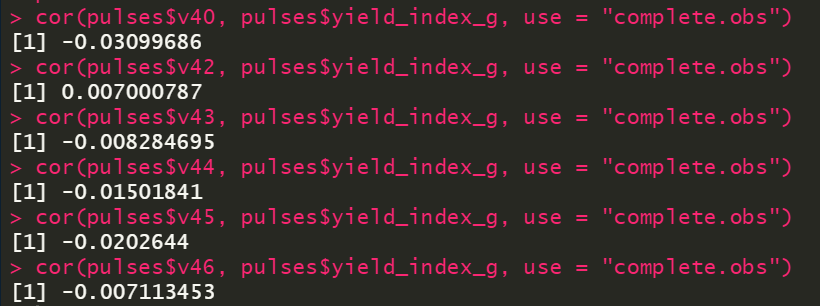 > cor(pulses$v40, pulses$yield_index_g, use = "complete.obs")
[1] -0.03099686
> cor(pulses$v42, pulses$yield_index_g, use = "complete.obs")
[1] 0.007000787
> cor(pulses$v43, pulses$yield_index_g, use = "complete.obs")
[1] -0.008284695
> cor(pulses$v44, pulses$yield_index_g, use = "complete.obs")
[1] -0.01501841
> cor(pulses$v45, pulses$yield_index_g, use = "complete.obs")
[1] -0.0202644
> cor(pulses$v46, pulses$yield_index_g, use = "complete.obs")
[1] -0.007113453